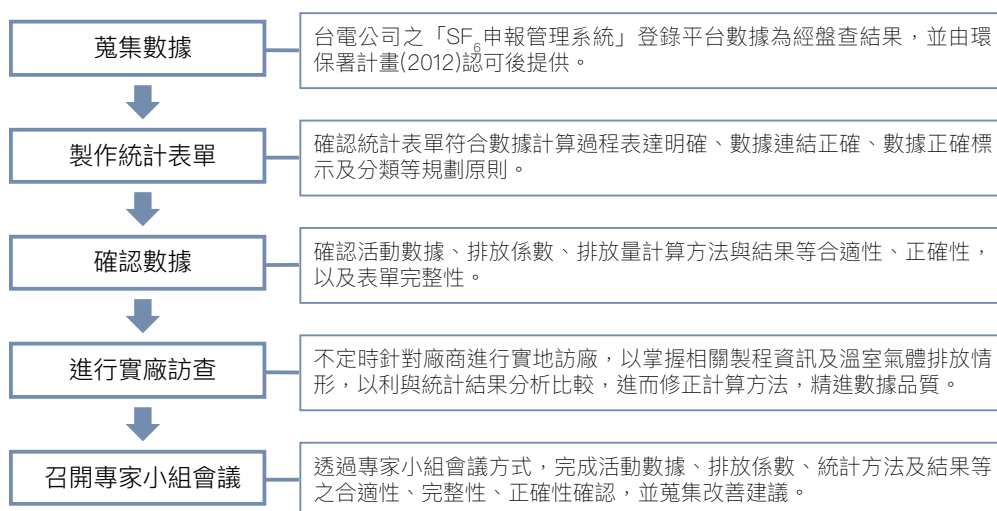 蒐集數據
台電公司之「SF6申報管理系統」登錄平台數據為經盤查結果，並由環
保署計畫(2012)認可後提供。
製作統計表單
確認統計表單符合數據計算過程表達明確、數據連結正確、數據正確標
示及分類等規劃原則。
確認數據
確認活動數據、排放係數、排放量計算方法與結果等合適性、正確性，
以及表單完整性。
進行實廠訪查
不定時針對廠商進行實地訪廠，以掌握相關製程資訊及溫室氣體排放情
形，以利與統計結果分析比較，進而修正計算方法，精進數據品質。
召開專家小組會議
透過專家小組會議方式，完成活動數據、排放係數、統計方法及結果等
之合適性、完整性、正確性確認，並蒐集改善建議。